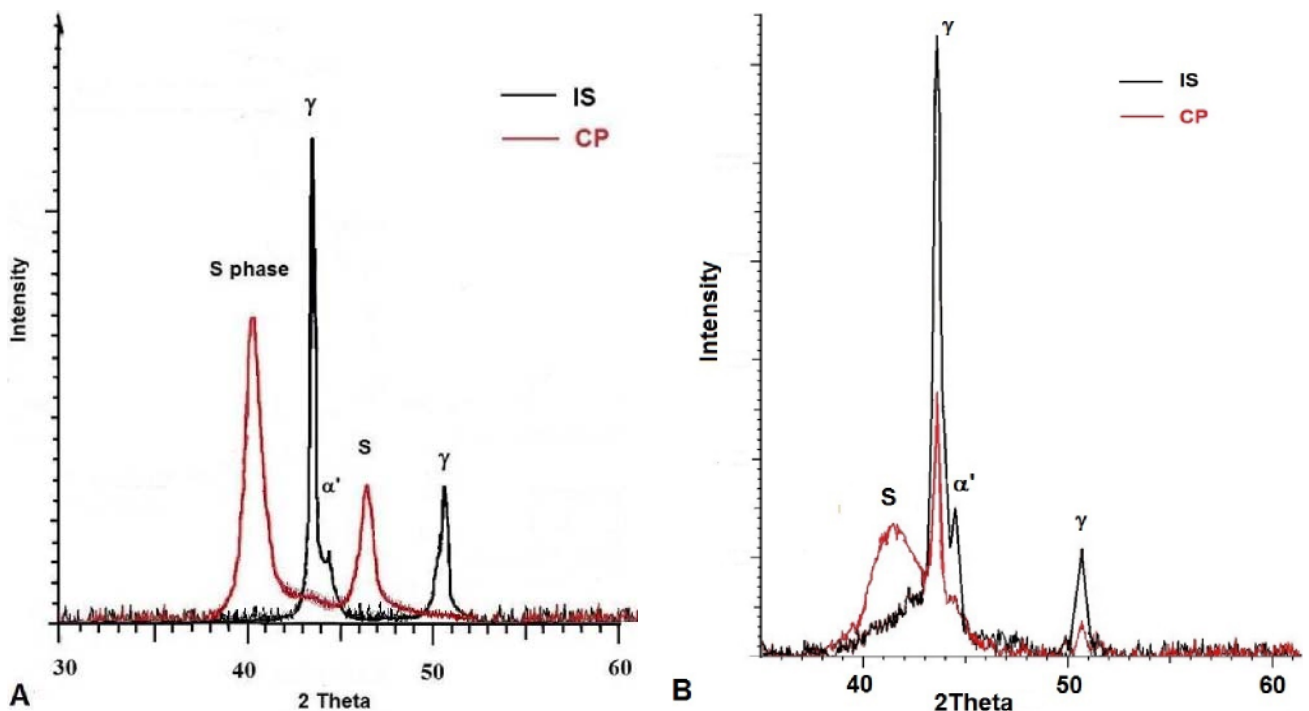 γ
IS
CP
S phase
α'
S
γ
Intensity
30
40
50
60
2 Theta
A
γ
IS
CP
S
α'
γ
Intensity
40
50
60
2Theta
B